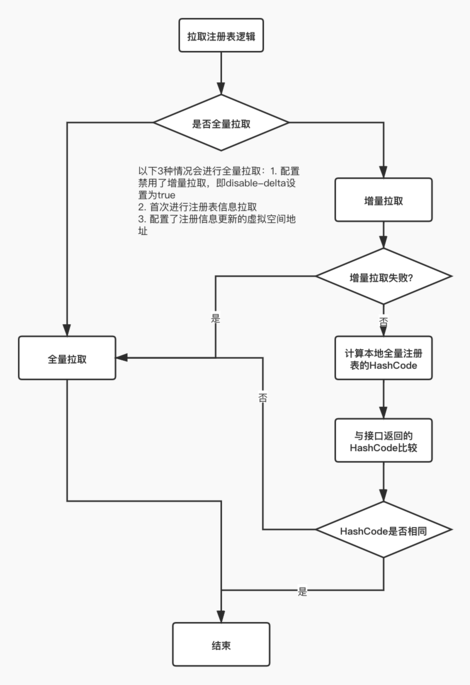 拉取注册表逻辑
是否全量拉取
以下3种情况会进行全量拉取：1. 配置
禁用了增量拉取，即disable-delta设
置为true
2. 首次进行注册表信息拉取
3. 配置了注册信息更新的虚拟空间地
址
增量拉取
增量拉取失败？
是
否
全量拉取
计算本地全量注册
表的HashCode
否
与接口返回的
HashCode比较
HashCode是否相同
是
结束